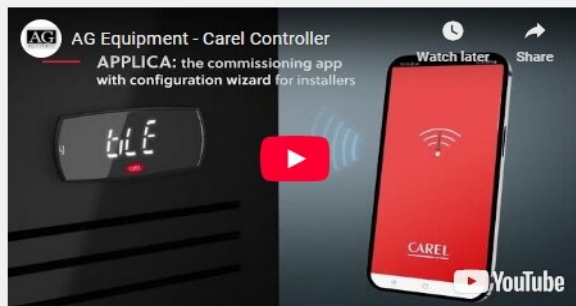 AG
AG Equipment - Carel Controller
Watch later
Share
APPLICA: the commissioning app
with configuration wizard for installers
bLE
CAREL
YouTube